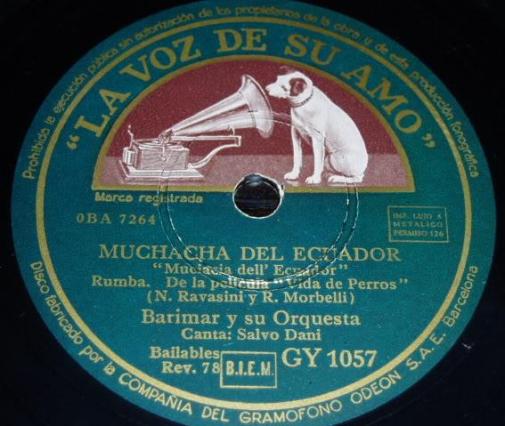 Prohibido la ejecución pública sin autorización de los propietarios de la obra y de esta producción fonográfica
"LA VOZ DE SU AMO"
Marca registrada
0BA 7264
IMP. LUJO A
METALICO
PERMISO 126
MUCHACHA DEL ECUADOR
"Muciacia dell' Ecuador"
Rumba. De la película "Vida de Perros"
(N. Ravasini y R. Morbelli)
Barimar y su Orquesta
Canta: Salvo Dani
Bailables
Rev. 78
B.I.E.M.
GY 1057
Disco fabricado por la COMPAÑIA DEL GRAMOFONO ODEON S.A.E. Barcelona